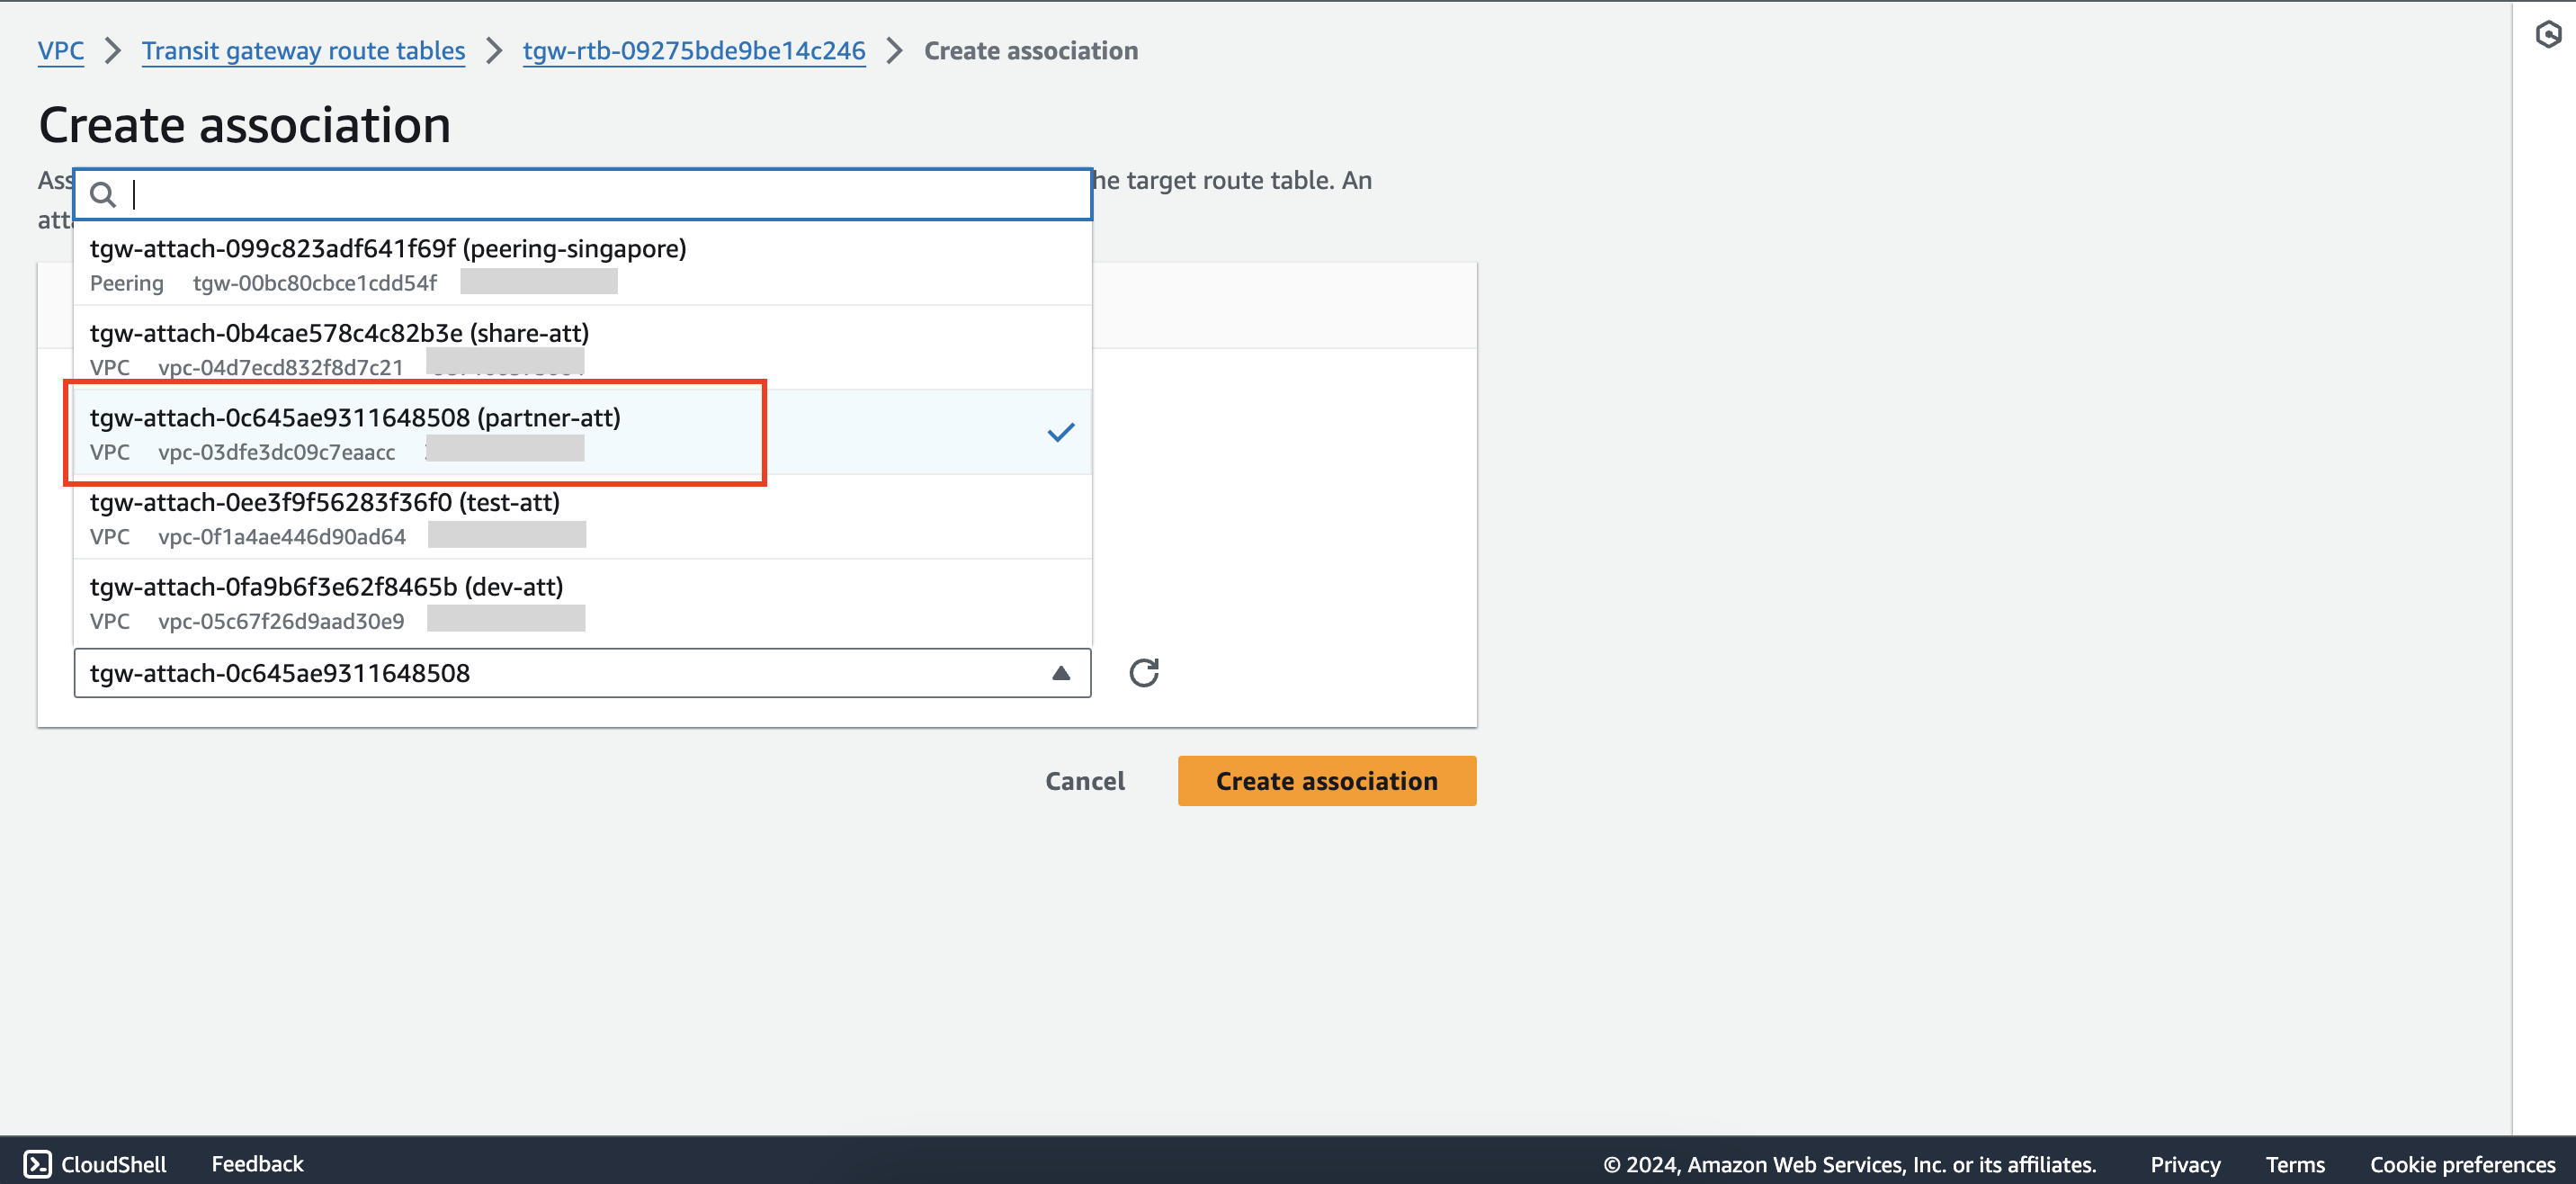 VPC > Transit gateway route tables > tgw-rtb-09275bde9be14c246 > Create association
Create association
Ass he target route table. An
att
tgw-attach-099c823adf641f69f (peering-singapore)
Peering tgw-00bc80cbce1cdd54f
tgw-attach-0b4cae578c4c82b3e (share-att)
VPC vpc-04d7ecd832f8d7c21
tgw-attach-0c645ae9311648508 (partner-att)
VPC vpc-03dfe3dc09c7eaacc
tgw-attach-0ee3f9f56283f36f0 (test-att)
VPC vpc-0f1a4ae446d90ad64
tgw-attach-0fa9b6f3e62f8465b (dev-att)
VPC vpc-05c67f26d9aad30e9
tgw-attach-0c645ae9311648508
Cancel Create association
CloudShell Feedback © 2024, Amazon Web Services, Inc. or its affiliates. Privacy Terms Cookie preferences